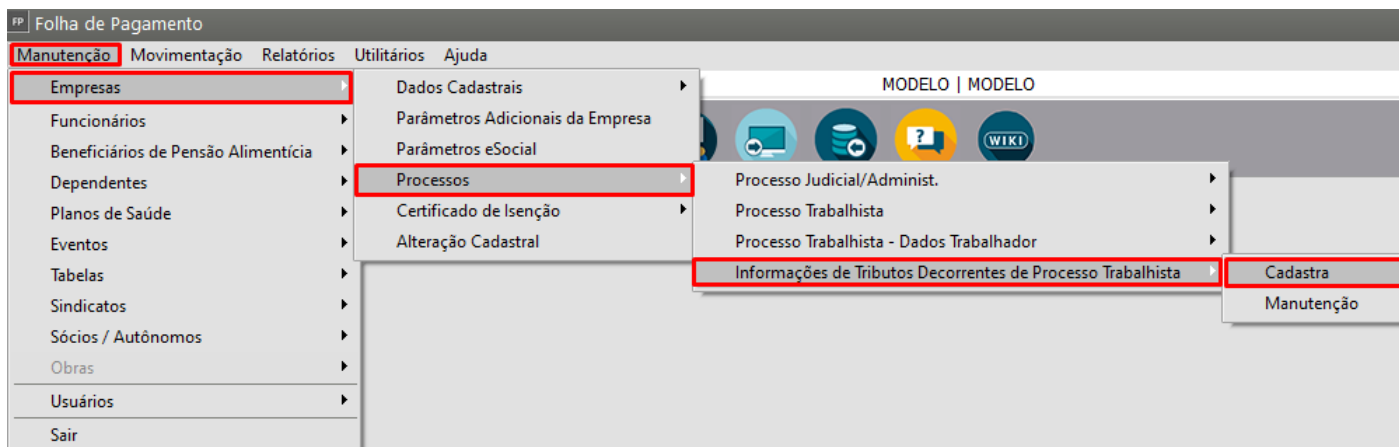 FP Folha de Pagamento
Manutenção Movimentação Relatórios Utilitários Ajuda
MODELO | MODELO
? WIKI
Empresas
Funcionários
Beneficiários de Pensão Alimentícia
Dependentes
Planos de Saúde
Eventos
Tabelas
Sindicatos
Sócios / Autônomos
Obras
Usuários
Sair
Dados Cadastrais
Parâmetros Adicionais da Empresa
Parâmetros eSocial
Processos
Certificado de Isenção
Alteração Cadastral
Processo Judicial/Administ.
Processo Trabalhista
Processo Trabalhista - Dados Trabalhador
Informações de Tributos Decorrentes de Processo Trabalhista
Cadastra
Manutenção